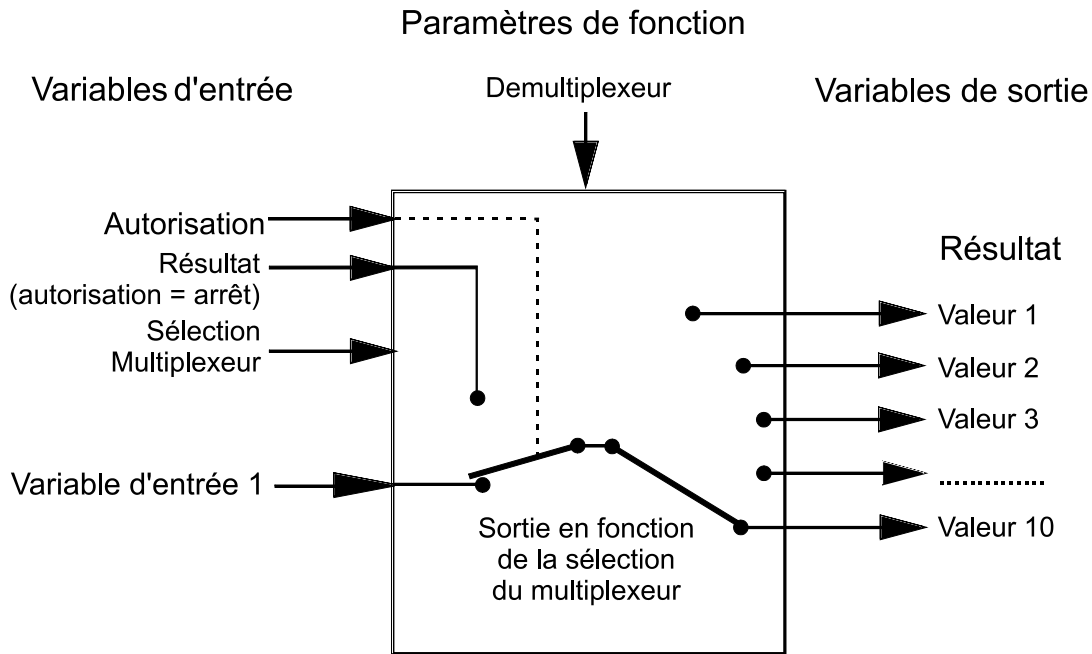 Paramètres de fonction
Variables d'entrée
Demultiplexeur
Variables de sortie
Autorisation
Résultat
(autorisation = arrêt)
Sélection
Multiplexeur
Variable d'entrée 1
Résultat
Valeur 1
Valeur 2
Valeur 3
................
Valeur 10
Sortie en fonction
de la sélection
du multiplexeur